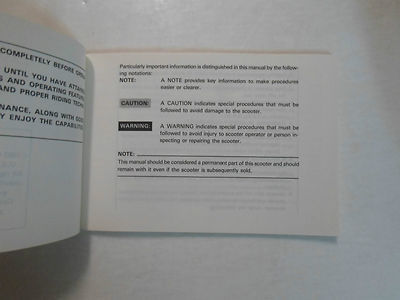 COMPLETELY BEFORE OPER
UNTIL YOU HAVE ATTAI
S AND OPERATING FEATUR
AND PROPER RIDING TECHN
NANCE, ALONG WITH GOO
Y ENJOY THE CAPABILIT
Particularly important information is distinguished in this manual by the follow-
ing notations:
NOTE: A NOTE provides key information to make procedures
easier or clearer.
CAUTION: A CAUTION indicates special procedures that must be
followed to avoid damage to the scooter.
WARNING: A WARNING indicates special procedures that must be
followed to avoid injury to scooter operator or person in-
specting or repairing the scooter.
NOTE:
This manual should be considered a permanent part of this scooter and should
remain with it even if the scooter is subsequently sold.